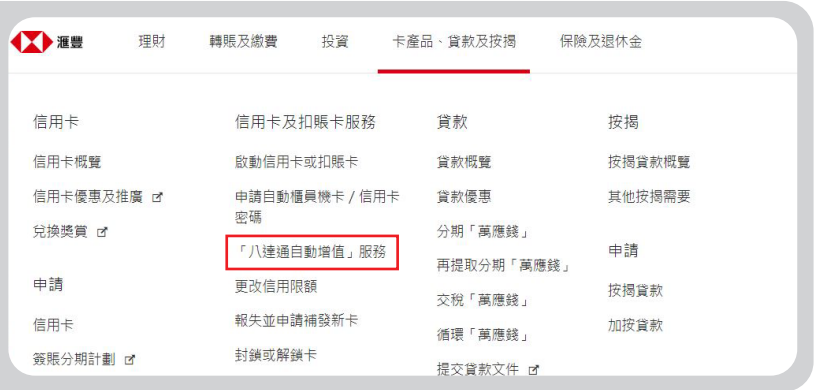 滙豐
理財
轉賬及繳費
投資
卡產品、貸款及按揭
保險及退休金
信用卡
信用卡概覽
信用卡優惠及推廣
兌換獎賞
申請
信用卡
簽賬分期計劃
信用卡及扣賬卡服務
啟動信用卡或扣賬卡
申請自動櫃員機卡 / 信用卡
密碼
「八達通自動增值」服務
更改信用限額
報失並申請補發新卡
封鎖或解鎖卡
貸款
貸款概覽
貸款優惠
分期「萬應錢」
再提取分期「萬應錢」
交稅「萬應錢」
循環「萬應錢」
提交貸款文件
按揭
按揭貸款概覽
其他按揭需要
申請
按揭貸款
加按貸款